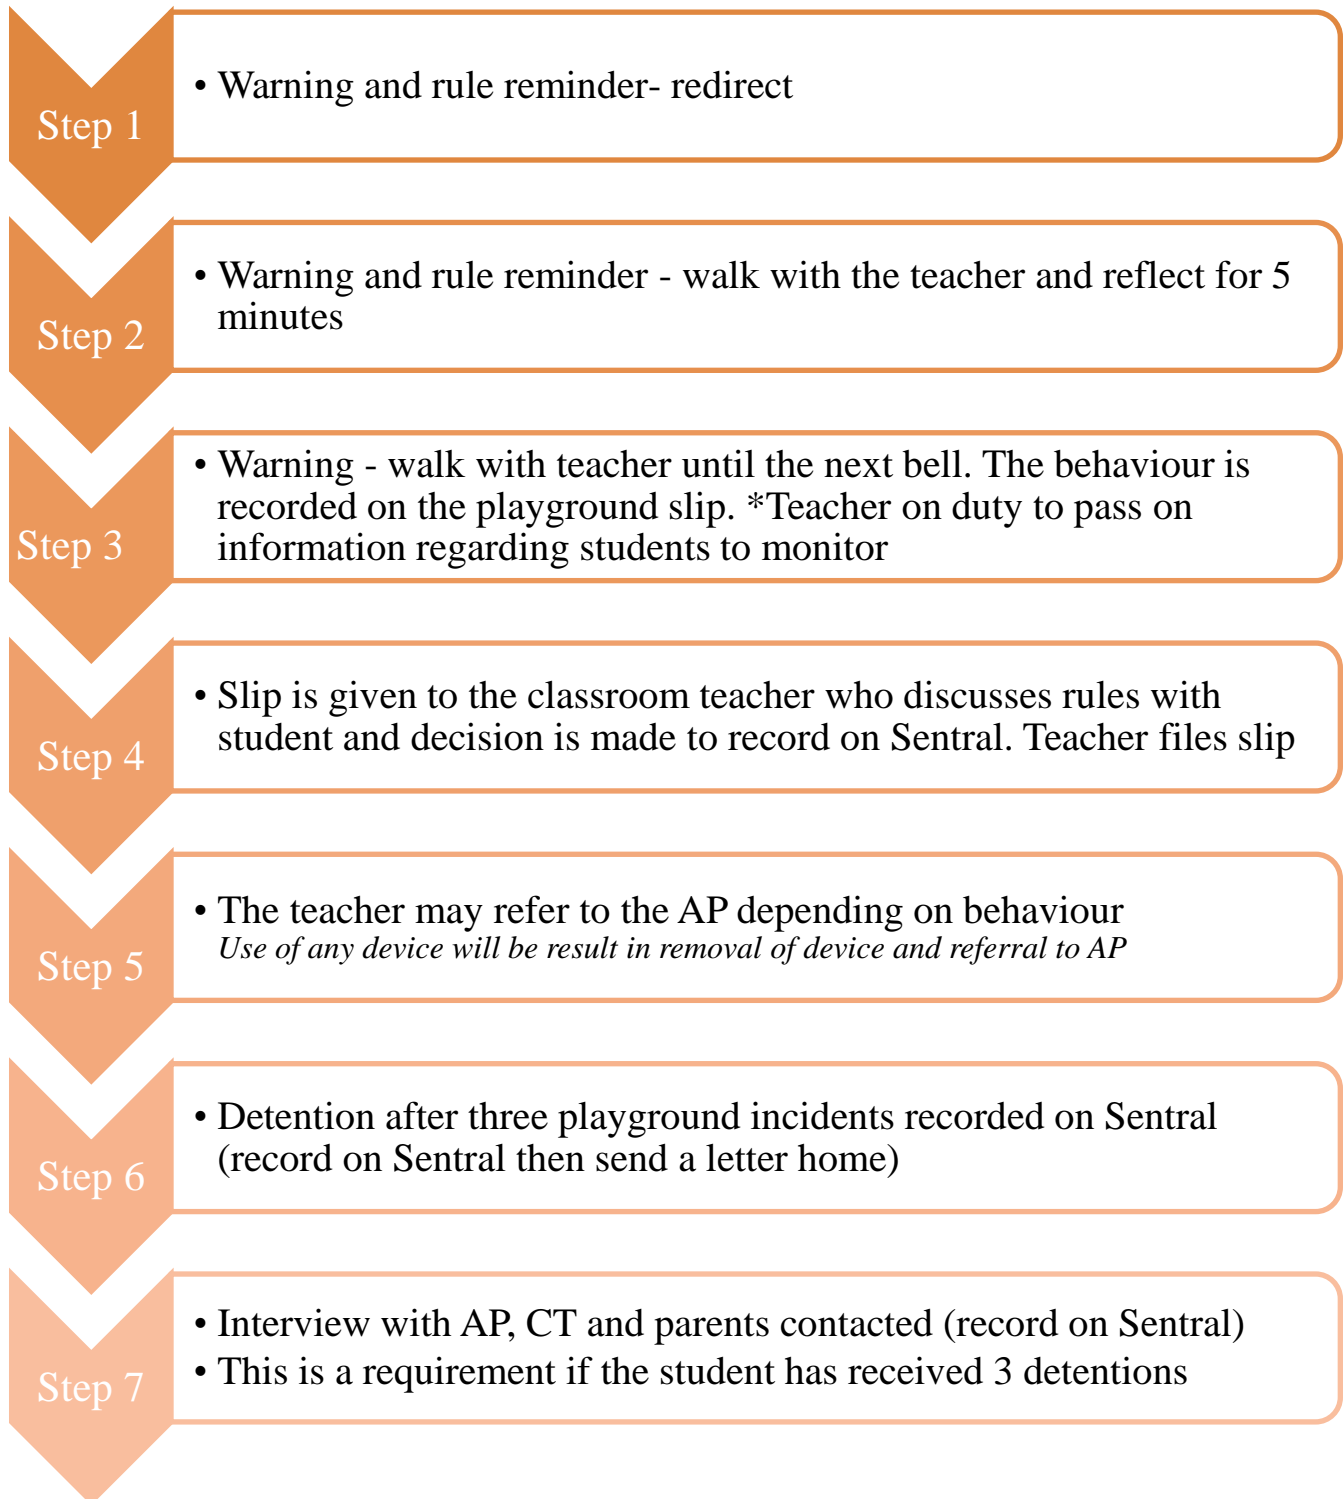 Step 1
• Warning and rule reminder- redirect
Step 2
• Warning and rule reminder - walk with the teacher and reflect for 5
minutes
Step 3
• Warning - walk with teacher until the next bell. The behaviour is
recorded on the playground slip. *Teacher on duty to pass on
information regarding students to monitor
Step 4
• Slip is given to the classroom teacher who discusses rules with
student and decision is made to record on Sentral. Teacher files slip
Step 5
• The teacher may refer to the AP depending on behaviour
Use of any device will be result in removal of device and referral to AP
Step 6
• Detention after three playground incidents recorded on Sentral
(record on Sentral then send a letter home)
Step 7
• Interview with AP, CT and parents contacted (record on Sentral)
• This is a requirement if the student has received 3 detentions